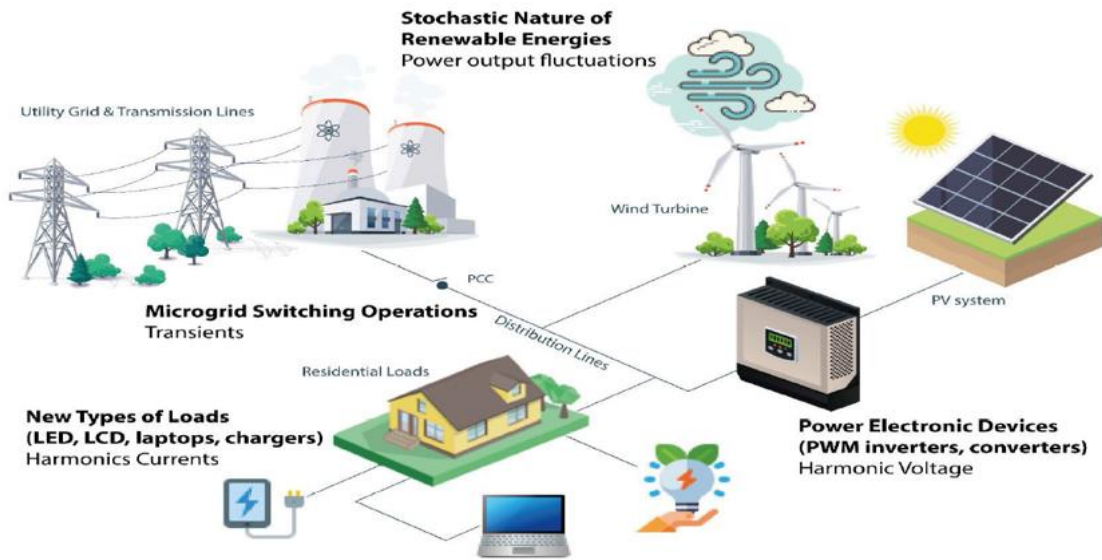 Stochastic Nature of
Renewable Energies
Power output fluctuations
Utility Grid & Transmission Lines
Wind Turbine
PCC
PV system
Microgrid Switching Operations
Transients
Distribution Lines
Residential Loads
New Types of Loads
(LED, LCD, laptops, chargers)
Harmonics Currents
Power Electronic Devices
(PWM inverters, converters)
Harmonic Voltage